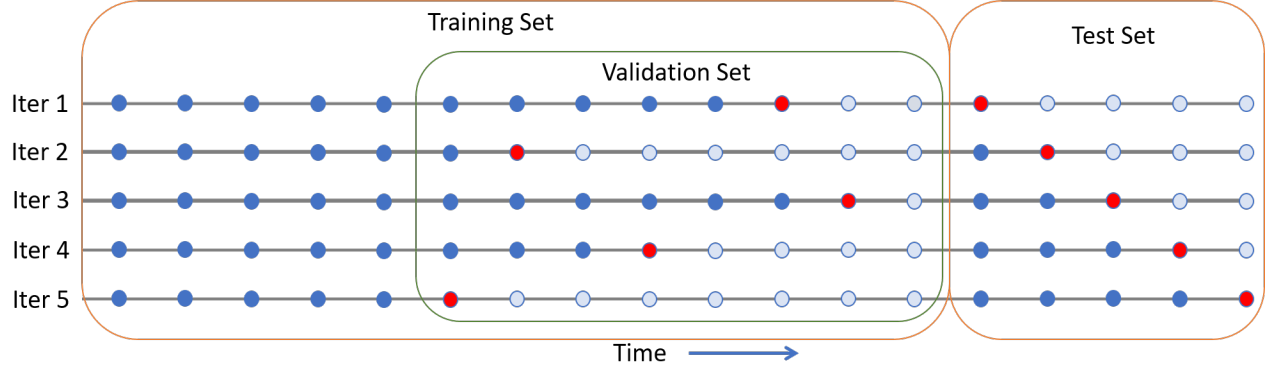 Training Set
Test Set
Validation Set
Iter 1
Iter 2
Iter 3
Iter 4
Iter 5
Time